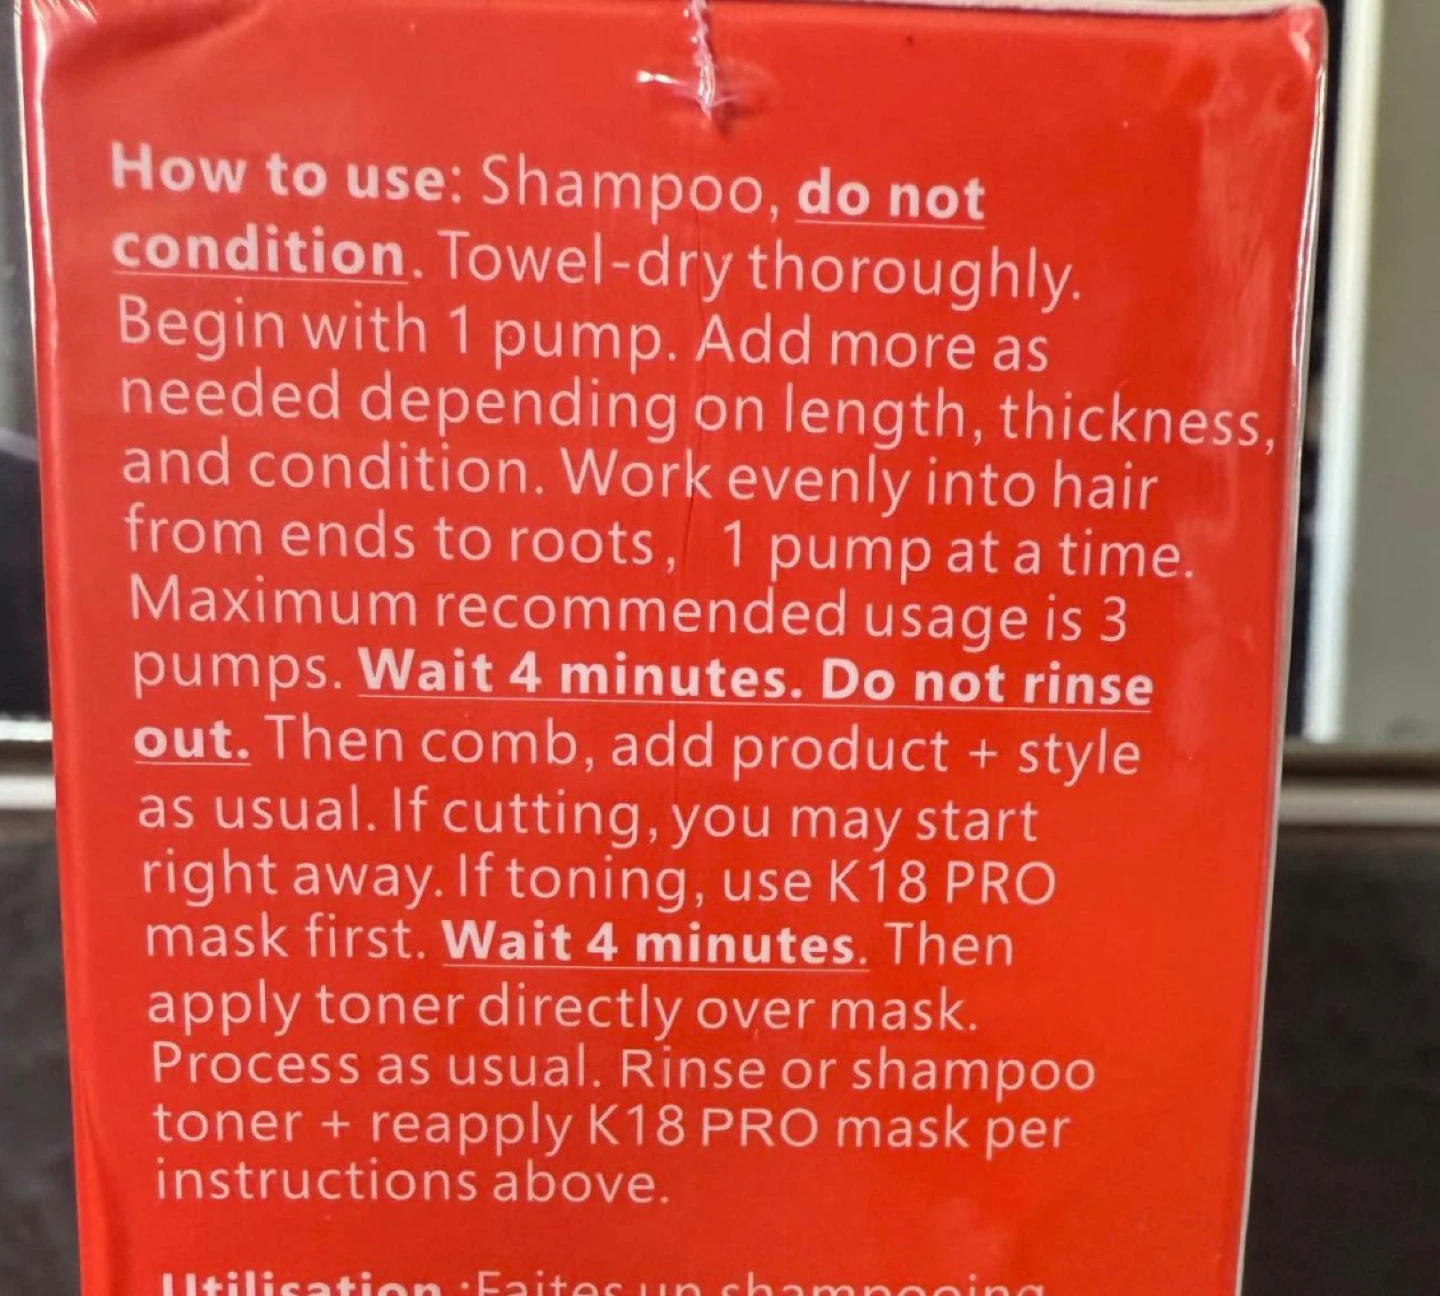 How to use: Shampoo, do not
condition. Towel-dry thoroughly.
Begin with 1 pump. Add more as
needed depending on length, thickness,
and condition. Work evenly into hair
from ends to roots, 1 pump at a time.
Maximum recommended usage is 3
pumps. Wait 4 minutes. Do not rinse
out. Then comb, add product + style
as usual. If cutting, you may start
right away. If toning, use K18 PRO
mask first. Wait 4 minutes. Then
apply toner directly over mask.
Process as usual. Rinse or shampoo
toner + reapply K18 PRO mask per
instructions above.
Utilisation :Faites un shampooing